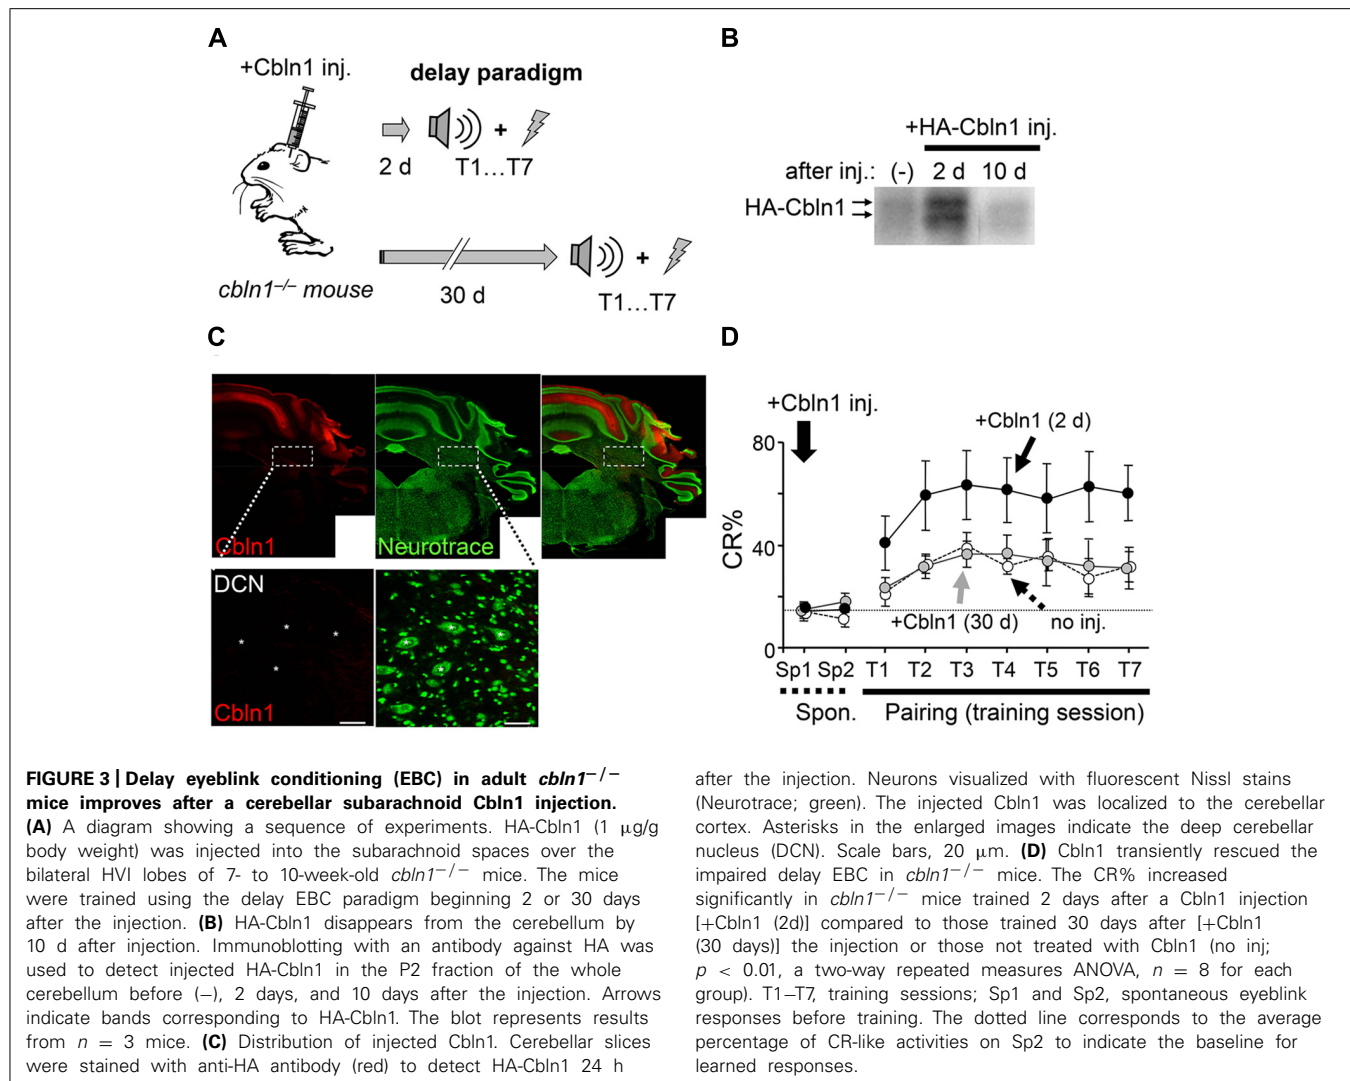 A
+Cbln1 inj.
delay paradigm
+
2 d
T1...T7
+
cbln1–/– mouse
30 d
T1...T7
B
+HA-Cbln1 inj.
after inj.: (-) 2 d 10 d
HA-Cbln1
C
Cbln1
Neurotrace
DCN
* * * *
Cbln1
* * * *
D
+Cbln1 inj.
+Cbln1 (2 d)
80
40
0
CR%
+Cbln1 (30 d)
no inj.
Sp1 Sp2 T1 T2 T3 T4 T5 T6 T7
Spon.
Pairing (training session)
FIGURE 3 | Delay eyeblink conditioning (EBC) in adult cbln1−/−
mice improves after a cerebellar subarachnoid Cbln1 injection.
(A) A diagram showing a sequence of experiments. HA-Cbln1 (1 μg/g
body weight) was injected into the subarachnoid spaces over the
bilateral HVI lobes of 7- to 10-week-old cbln1−/− mice. The mice
were trained using the delay EBC paradigm beginning 2 or 30 days
after the injection. (B) HA-Cbln1 disappears from the cerebellum by
10 d after injection. Immunoblotting with an antibody against HA was
used to detect injected HA-Cbln1 in the P2 fraction of the whole
cerebellum before (−), 2 days, and 10 days after the injection. Arrows
indicate bands corresponding to HA-Cbln1. The blot represents results
from n = 3 mice. (C) Distribution of injected Cbln1. Cerebellar slices
were stained with anti-HA antibody (red) to detect HA-Cbln1 24 h
after the injection. Neurons visualized with fluorescent Nissl stains
(Neurotrace; green). The injected Cbln1 was localized to the cerebellar
cortex. Asterisks in the enlarged images indicate the deep cerebellar
nucleus (DCN). Scale bars, 20 μm. (D) Cbln1 transiently rescued the
impaired delay EBC in cbln1−/− mice. The CR% increased
significantly in cbln1−/− mice trained 2 days after a Cbln1 injection
[+Cbln1 (2d)] compared to those trained 30 days after [+Cbln1
(30 days)] the injection or those not treated with Cbln1 (no inj;
p < 0.01, a two-way repeated measures ANOVA, n = 8 for each
group). T1–T7, training sessions; Sp1 and Sp2, spontaneous eyeblink
responses before training. The dotted line corresponds to the average
percentage of CR-like activities on Sp2 to indicate the baseline for
learned responses.